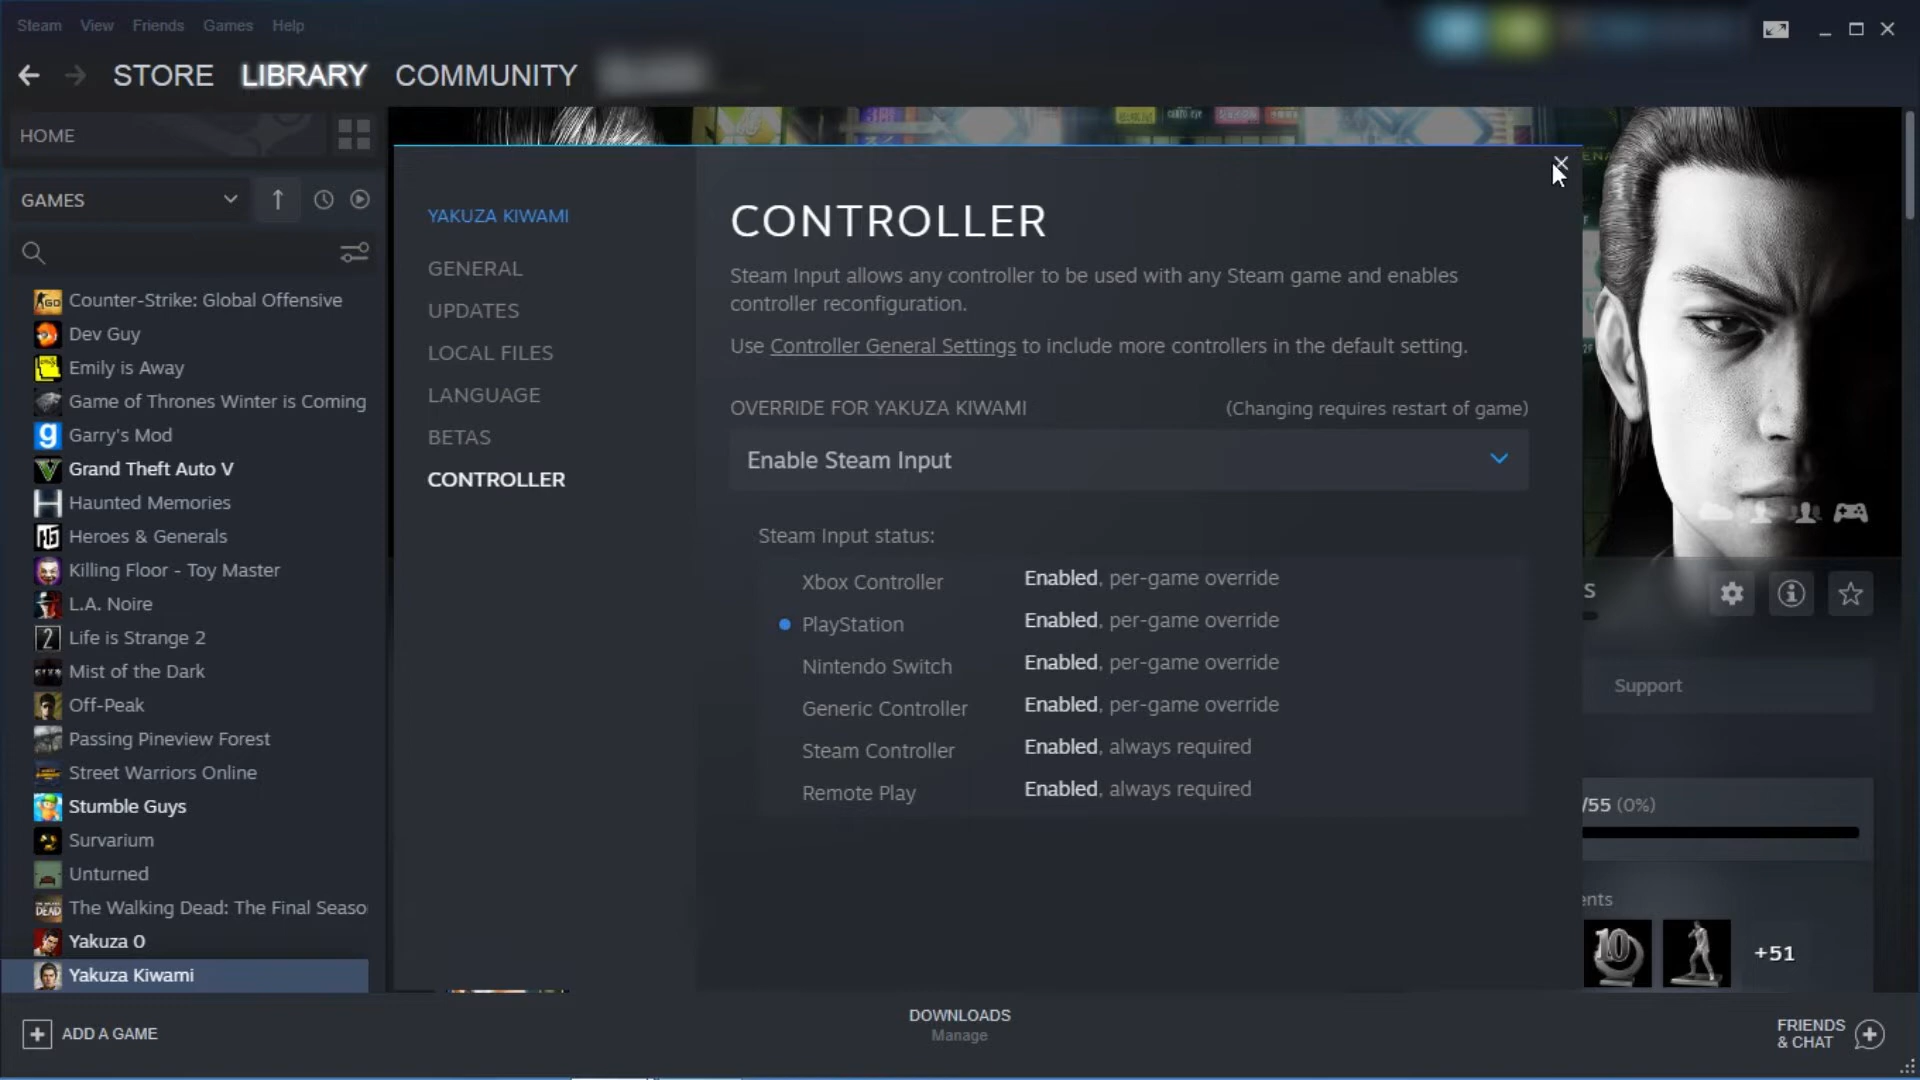 Steam View Friends Games Help
STORE LIBRARY COMMUNITY
HOME
GAMES
Counter-Strike: Global Offensive
Dev Guy
Emily is Away
Game of Thrones Winter is Coming
Garry's Mod
Grand Theft Auto V
Haunted Memories
Heroes & Generals
Killing Floor - Toy Master
L.A. Noire
Life is Strange 2
Mist of the Dark
Off-Peak
Passing Pineview Forest
Street Warriors Online
Stumble Guys
Survarium
Unturned
The Walking Dead: The Final Seaso
Yakuza 0
Yakuza Kiwami
ADD A GAME
YAKUZA KIWAMI
GENERAL
UPDATES
LOCAL FILES
LANGUAGE
BETAS
CONTROLLER
CONTROLLER
Steam Input allows any controller to be used with any Steam game and enables
controller reconfiguration.
Use Controller General Settings to include more controllers in the default setting.
OVERRIDE FOR YAKUZA KIWAMI (Changing requires restart of game)
Enable Steam Input
Steam Input status:
Xbox Controller Enabled, per-game override
PlayStation Enabled, per-game override
Nintendo Switch Enabled, per-game override
Generic Controller Enabled, per-game override
Steam Controller Enabled, always required
Remote Play Enabled, always required
S
Support
/55 (0%)
ents
10
+51
DOWNLOADS
Manage
FRIENDS
& CHAT